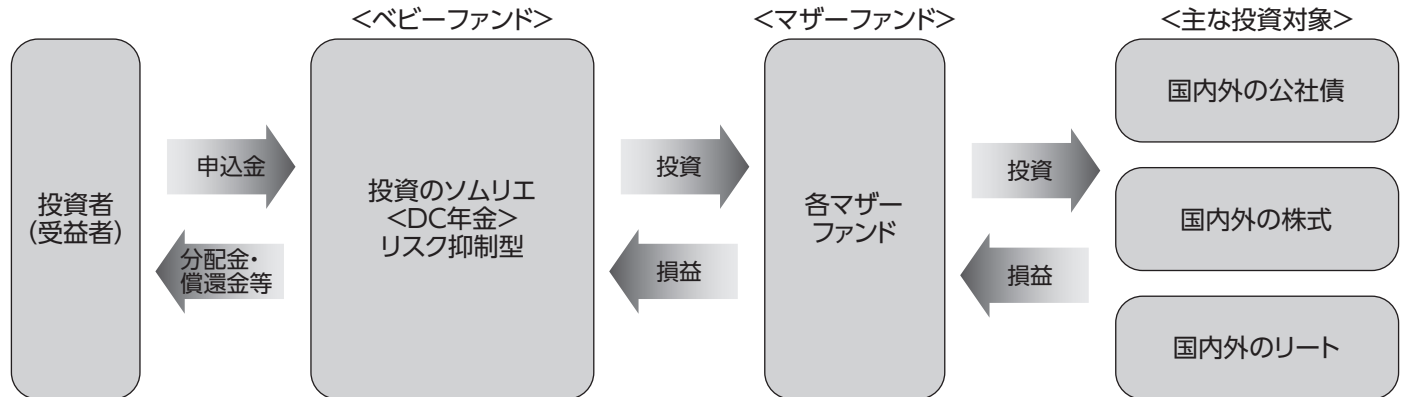 <ベビーファンド>
<マザーファンド>
<主な投資対象>
投資者
(受益者)
申込金
分配金・
償還金等
投資のソムリエ
<DC年金>
リスク抑制型
投資
損益
各マザー
ファンド
投資
損益
国内外の公社債
国内外の株式
国内外のリート